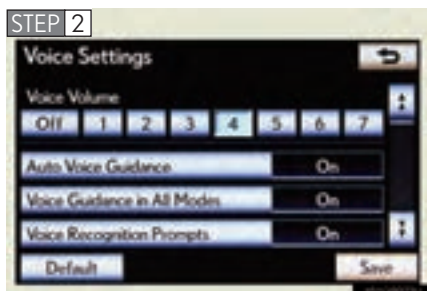 STEP 2
Voice Settings
Voice Volume
Off 1 2 3 4 5 6 7
Auto Voice Guidance On
Voice Guidance in All Modes On
Voice Recognition Prompts On
Default Save